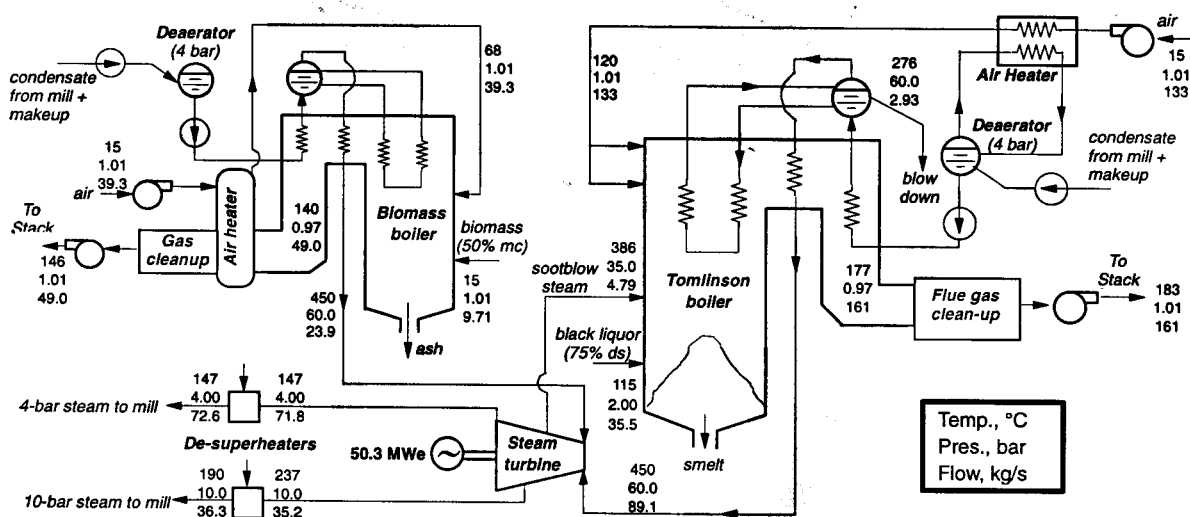 Deaerator
(4 bar)
condensate
from mill +
makeup
15
1.01
39.3
air
To
Stack
146
1.01
49.0
Gas
cleanup
Air heater
140
0.97
49.0
68
1.01
39.3
Biomass
boiler
biomass
(50% mc)
15
1.01
9.71
450
60.0
23.9
ash
120
1.01
133
276
60.0
2.93
Air Heater
air
15
1.01
133
Deaerator
(4 bar)
condensate
from mill +
makeup
blow
down
386
35.0
4.79
sootblow
steam
Tomlinson
boiler
177
0.97
161
Flue gas
clean-up
To
Stack
183
1.01
161
black liquor
(75% ds)
115
2.00
35.5
smelt
147
4.00
72.6
147
4.00
71.8
4-bar steam to mill
De-superheaters
190
10.0
36.3
237
10.0
35.2
10-bar steam to mill
50.3 MWe
Steam
turbine
450
60.0
89.1
Temp., °C
Pres., bar
Flow, kg/s